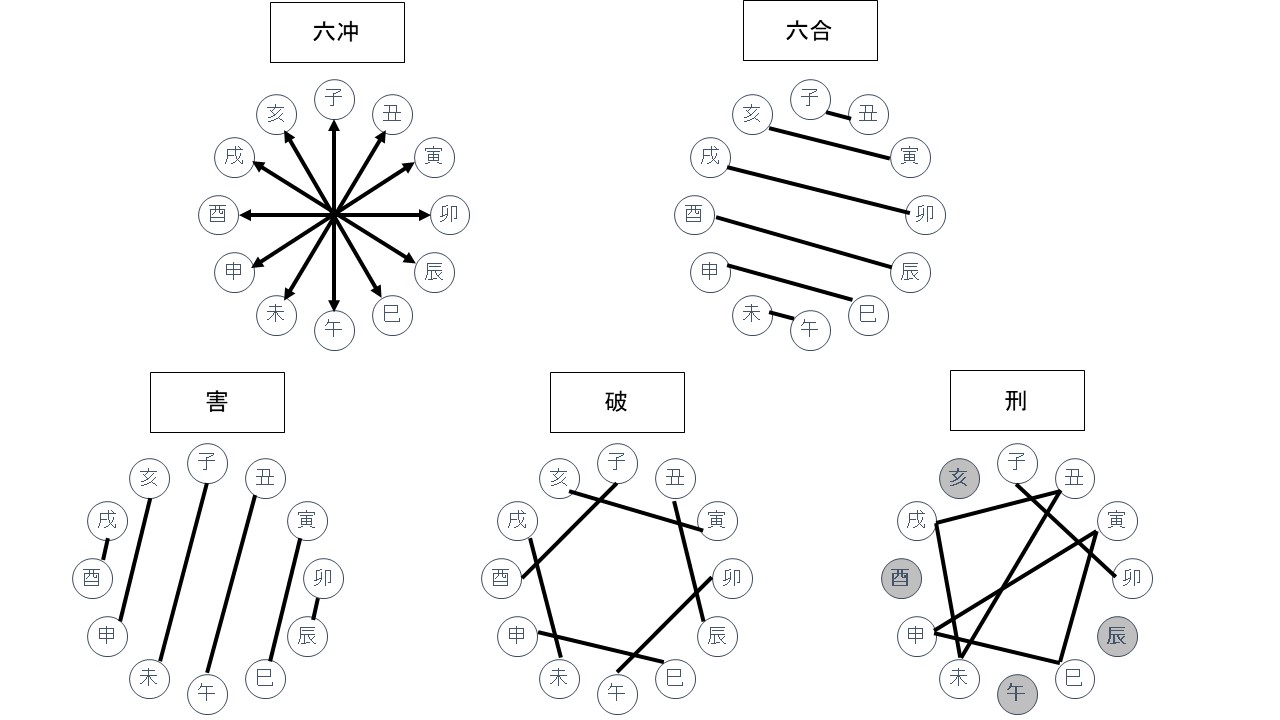 六冲
子
丑
寅
卯
辰
巳
午
未
申
酉
戌
亥
六合
子
丑
寅
卯
辰
巳
午
未
申
酉
戌
亥
害
子
丑
寅
卯
辰
巳
午
未
申
酉
戌
亥
破
子
丑
寅
卯
辰
巳
午
未
申
酉
戌
亥
刑
子
丑
寅
卯
辰
巳
午
未
申
酉
戌
亥